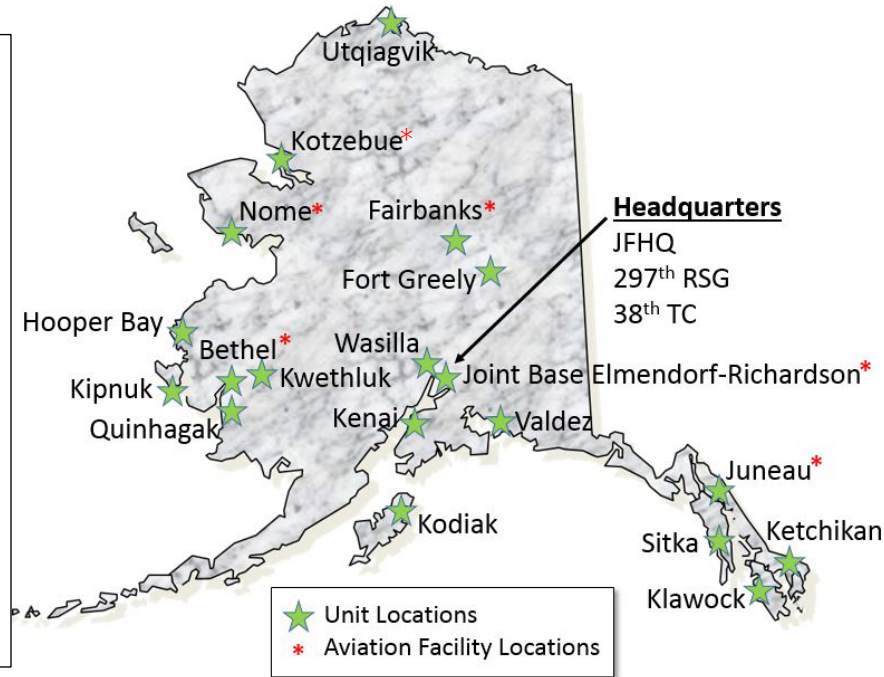 Utqiagvik
Kotzebue*
Nome*
Fairbanks*
Headquarters
JFHQ
297th RSG
38th TC
Fort Greely
Hooper Bay
Bethel*
Wasilla
Kipnuk
Kwethluk
Joint Base Elmendorf-Richardson*
Quinhagak
Kenai
Valdez
Juneau*
Kodiak
Sitka
Ketchikan
Klawock
Unit Locations
* Aviation Facility Locations